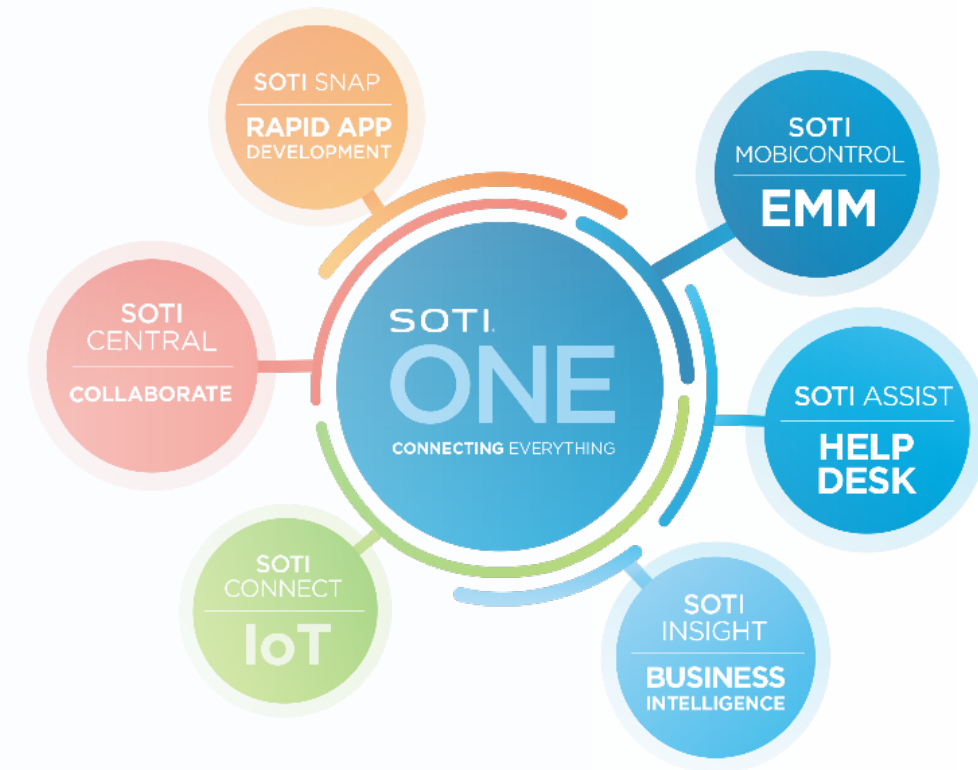 SOTI SNAP
RAPID APP
DEVELOPMENT
SOTI
MOBICONTROL
EMM
SOTI
CENTRAL
COLLABORATE
SOTI.
ONE
CONNECTING EVERYTHING
SOTI ASSIST
HELP
DESK
SOTI
CONNECT
IoT
SOTI
INSIGHT
BUSINESS
INTELLIGENCE